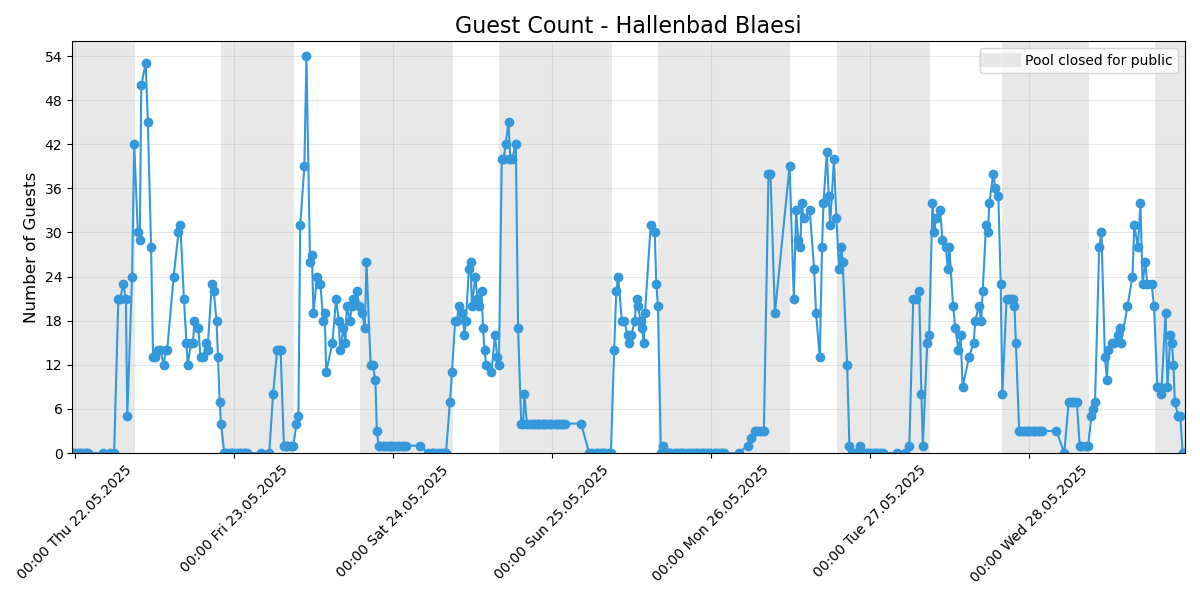 Guest Count - Hallenbad Blaesi
Pool closed for public
Number of Guests
54
48
42
36
30
24
18
12
6
0
00:00 Thu 22.05.2025
00:00 Fri 23.05.2025
00:00 Sat 24.05.2025
00:00 Sun 25.05.2025
00:00 Mon 26.05.2025
00:00 Tue 27.05.2025
00:00 Wed 28.05.2025